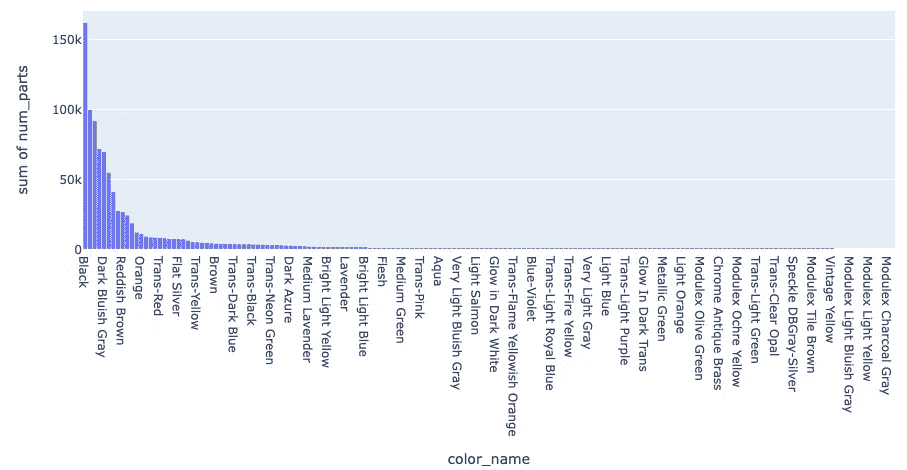 sum of num_parts
150k
100k
50k
0
Black
Dark Bluish Gray
Reddish Brown
Orange
Trans-Red
Flat Silver
Trans-Yellow
Brown
Trans-Dark Blue
Trans-Black
Trans-Neon Green
Dark Azure
Medium Lavender
Bright Light Yellow
Lavender
Bright Light Blue
Flesh
Medium Green
Trans-Pink
Aqua
Very Light Bluish Gray
Light Salmon
Glow in Dark White
Trans-Flame Yellowish Orange
Blue-Violet
Trans-Light Royal Blue
Trans-Fire Yellow
Very Light Gray
Light Blue
Trans-Light Purple
Glow In Dark Trans
Metallic Green
Light Orange
Modulex Olive Green
Chrome Antique Brass
Modulex Ochre Yellow
Trans-Light Green
Trans-Clear Opal
Speckle DBGray-Silver
Modulex Tile Brown
Vintage Yellow
Modulex Light Bluish Gray
Modulex Light Yellow
Modulex Charcoal Gray
color_name